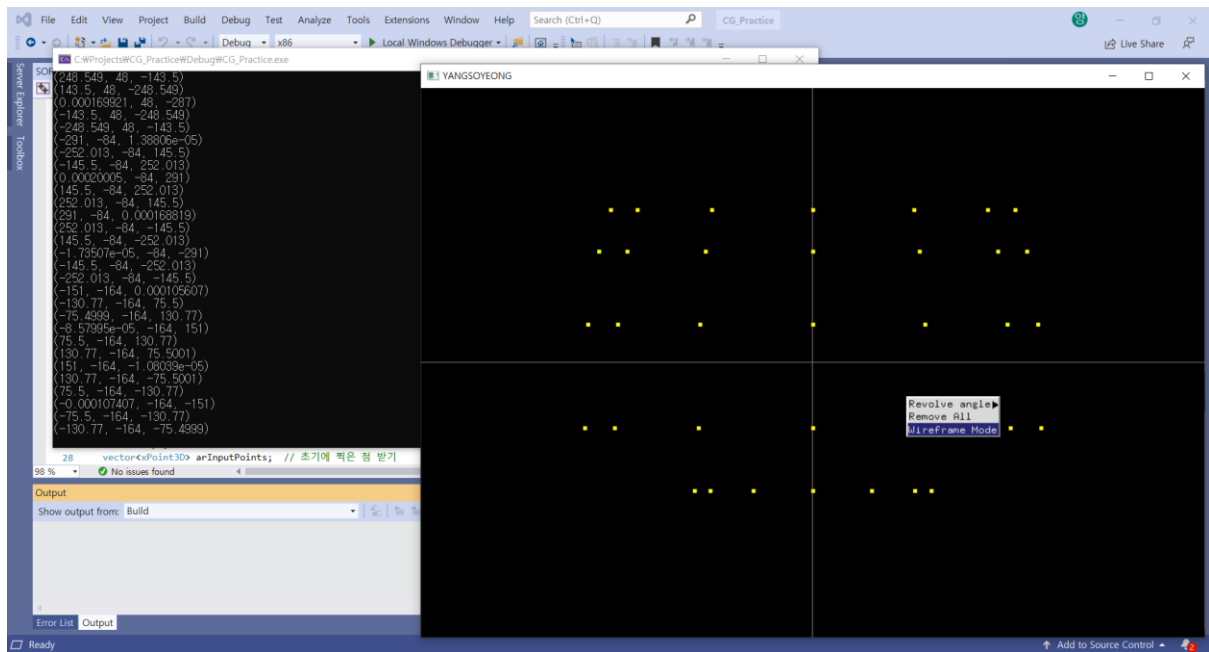 File Edit View Project Build Debug Test Analyze Tools Extensions Window Help Search (Ctrl+Q) CG_Practice 양
Debug x86 Local Windows Debugger Live Share
C:₩Projects₩CG_Practice₩Debug₩CG_Practice.exe
YANGSOYEONG
Server Explorer
Toolbox
SOR
(248.549, 48, -143.5)
(143.5, 48, -248.549)
(0.000169921, 48, -287)
(-143.5, 48, -248.549)
(-248.549, 48, -143.5)
(-291, -84, 1.38806e-05)
(-252.013, -84, 145.5)
(-145.5, -84, 252.013)
(0.00020005, -84, 291)
(145.5, -84, 252.013)
(252.013, -84, 145.5)
(291, -84, 0.000168819)
(252.013, -84, -145.5)
(145.5, -84, -252.013)
(-1.73507e-05, -84, -291)
(-145.5, -84, -252.013)
(-252.013, -84, -145.5)
(-151, -164, 0.000105607)
(-130.77, -164, 75.5)
(-75.4999, -164, 130.77)
(-8.57995e-05, -164, 151)
(75.5, -164, 130.77)
(130.77, -164, 75.5001)
(151, -164, -1.08039e-05)
(130.77, -164, -75.5001)
(75.5, -164, -130.77)
(-0.000107407, -164, -151)
(-75.5, -164, -130.77)
(-130.77, -164, -75.4999)
Revolve angle
Remove All
WireFrame Mode
28 vector<xPoint3D> arInputPoints; // 초기에 찍은 점 받기
98 % No issues found
Output
Show output from: Build
Error List Output
Ready Add to Source Control 2